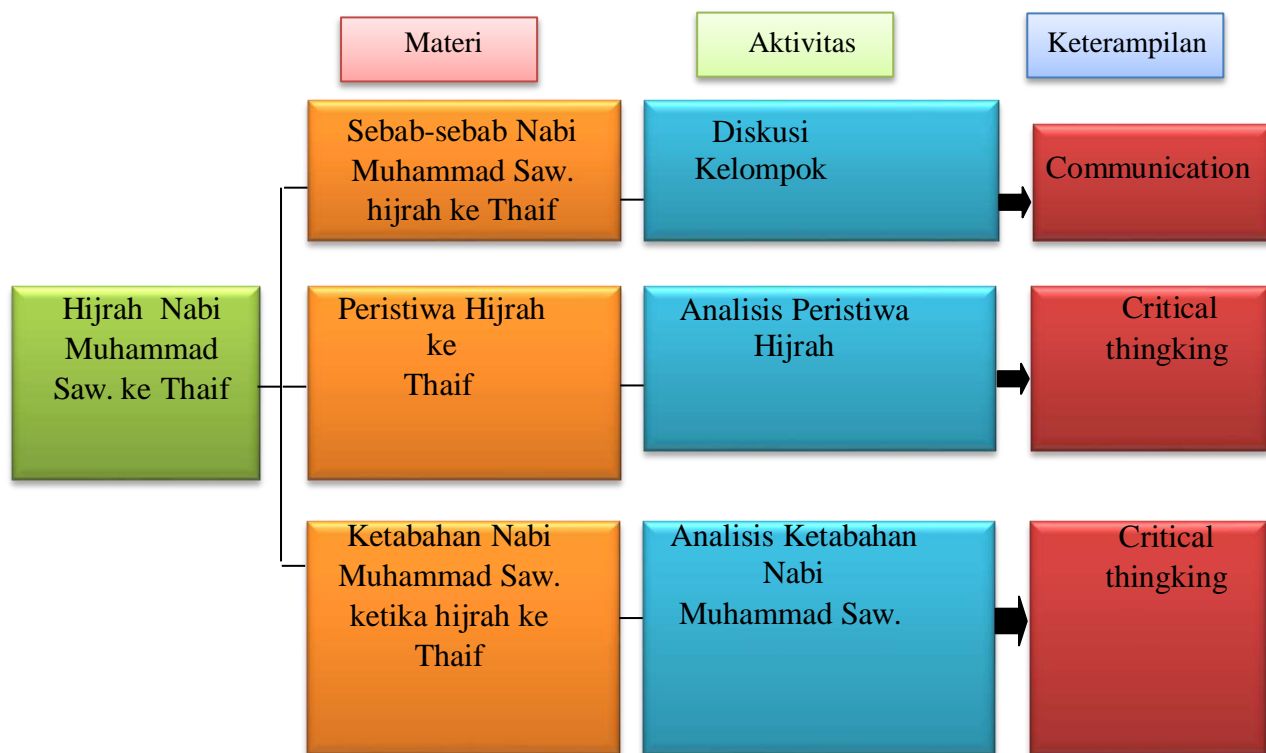 Materi
Aktivitas
Keterampilan
Sebab-sebab Nabi
Muhammad Saw.
hijrah ke Thaif
Diskusi
Kelompok
Communication
Hijrah Nabi
Muhammad
Saw. ke Thaif
Peristiwa Hijrah
ke
Thaif
Analisis Peristiwa
Hijrah
Critical
thingking
Ketabahan Nabi
Muhammad Saw.
ketika hijrah ke
Thaif
Analisis Ketabahan
Nabi
Muhammad Saw.
Critical
thingking